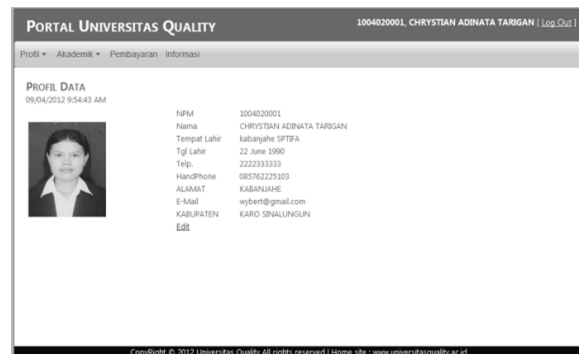 PORTAL UNIVERSITAS QUALITY
1004020001, CHRYSTIAN ADINATA TARIGAN [ Log Out ]
Profil Akademik Pembayaran Informasi
PROFIL DATA
09/04/2012 9:54:43 AM
NPM 1004020001
Nama CHRYSTIAN ADINATA TARIGAN
Tempat Lahir kabanjahe SPTIFA
Tgl Lahir 22 June 1990
Telp. 2222333333
HandPhone 085762225103
ALAMAT KABANJAHE
E-Mail wybert@gmail.com
KABUPATEN KARO SINALUNGUN
Edit
CopyRight © 2012 Universitas Quality All rights reserved | Home site : www.universitasquality.ac.id